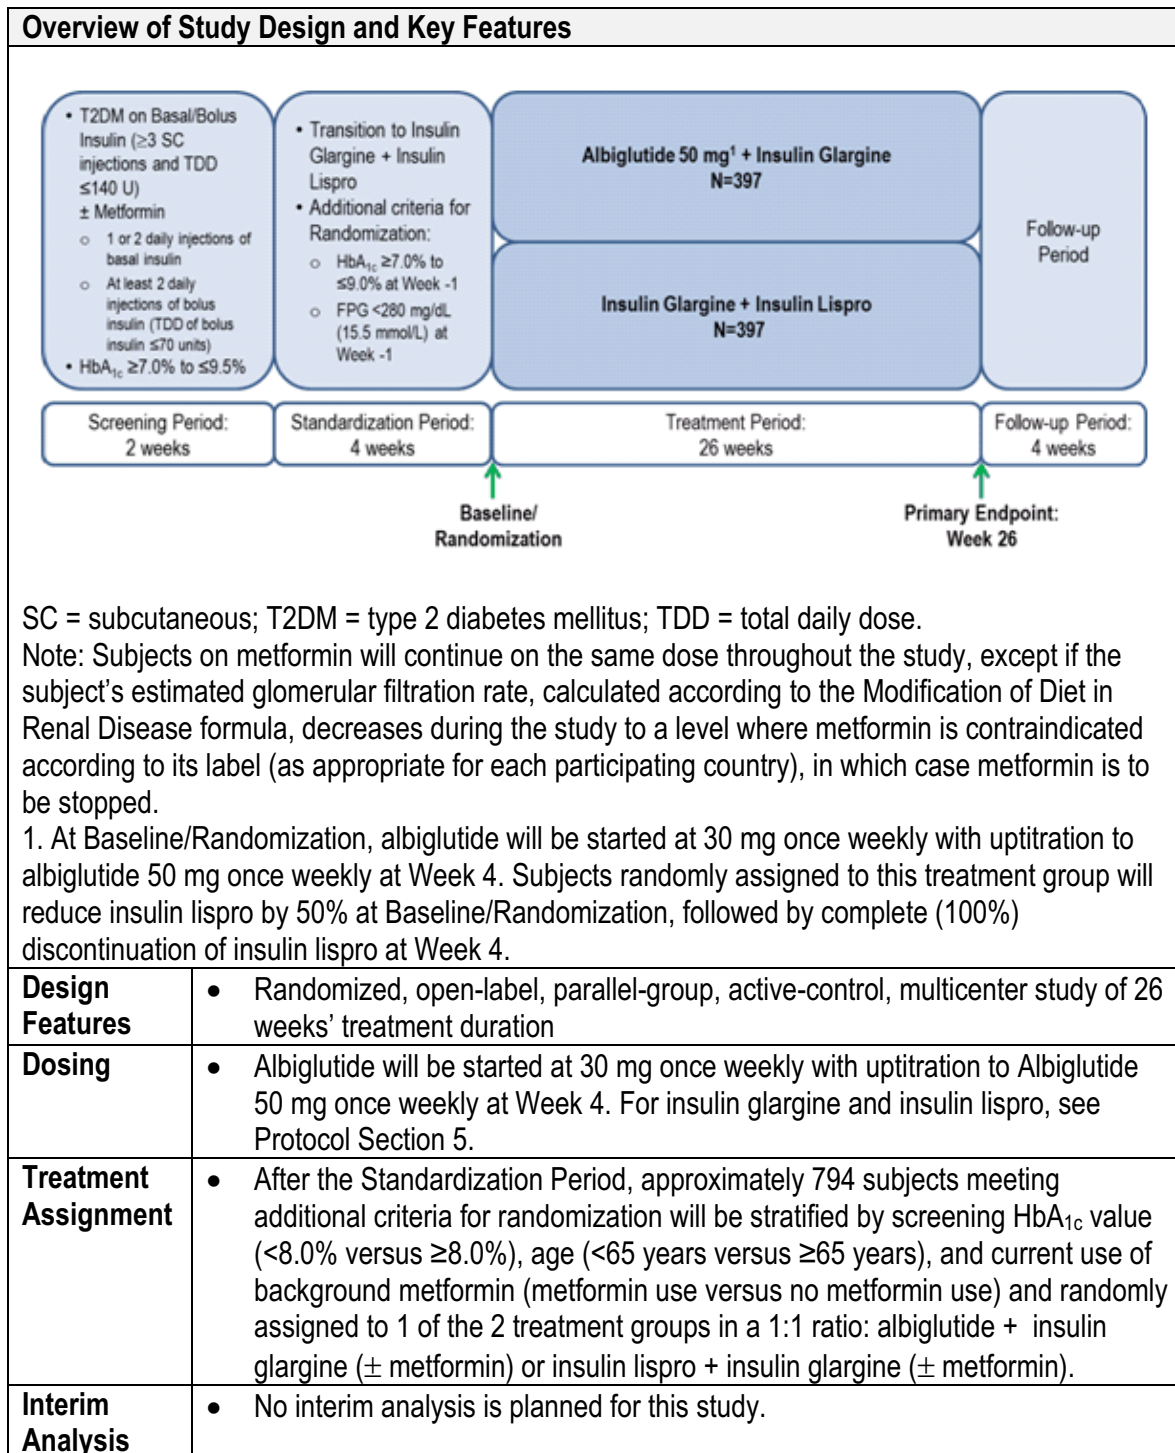 Overview of Study Design and Key Features
• T2DM on Basal/Bolus
Insulin (≥3 SC
injections and TDD
≤140 U)
± Metformin
o 1 or 2 daily injections of
basal insulin
o At least 2 daily
injections of bolus
insulin (TDD of bolus
insulin ≤70 units)
• HbA1c ≥7.0% to ≤9.5%
• Transition to Insulin
Glargine + Insulin
Lispro
• Additional criteria for
Randomization:
o HbA1c ≥7.0% to
≤9.0% at Week -1
o FPG <280 mg/dL
(15.5 mmol/L) at
Week -1
Albiglutide 50 mg1 + Insulin Glargine
N=397
Insulin Glargine + Insulin Lispro
N=397
Follow-up
Period
Screening Period:
2 weeks
Standardization Period:
4 weeks
Treatment Period:
26 weeks
Follow-up Period:
4 weeks
Baseline/
Randomization
Primary Endpoint:
Week 26
SC = subcutaneous; T2DM = type 2 diabetes mellitus; TDD = total daily dose.
Note: Subjects on metformin will continue on the same dose throughout the study, except if the
subject's estimated glomerular filtration rate, calculated according to the Modification of Diet in
Renal Disease formula, decreases during the study to a level where metformin is contraindicated
according to its label (as appropriate for each participating country), in which case metformin is to
be stopped.
1. At Baseline/Randomization, albiglutide will be started at 30 mg once weekly with uptitration to
albiglutide 50 mg once weekly at Week 4. Subjects randomly assigned to this treatment group will
reduce insulin lispro by 50% at Baseline/Randomization, followed by complete (100%)
discontinuation of insulin lispro at Week 4.
Design
Features
• Randomized, open-label, parallel-group, active-control, multicenter study of 26
weeks' treatment duration
Dosing
• Albiglutide will be started at 30 mg once weekly with uptitration to Albiglutide
50 mg once weekly at Week 4. For insulin glargine and insulin lispro, see
Protocol Section 5.
Treatment
Assignment
• After the Standardization Period, approximately 794 subjects meeting
additional criteria for randomization will be stratified by screening HbA1c value
(<8.0% versus ≥8.0%), age (<65 years versus ≥65 years), and current use of
background metformin (metformin use versus no metformin use) and randomly
assigned to 1 of the 2 treatment groups in a 1:1 ratio: albiglutide + insulin
glargine (± metformin) or insulin lispro + insulin glargine (± metformin).
Interim
Analysis
• No interim analysis is planned for this study.